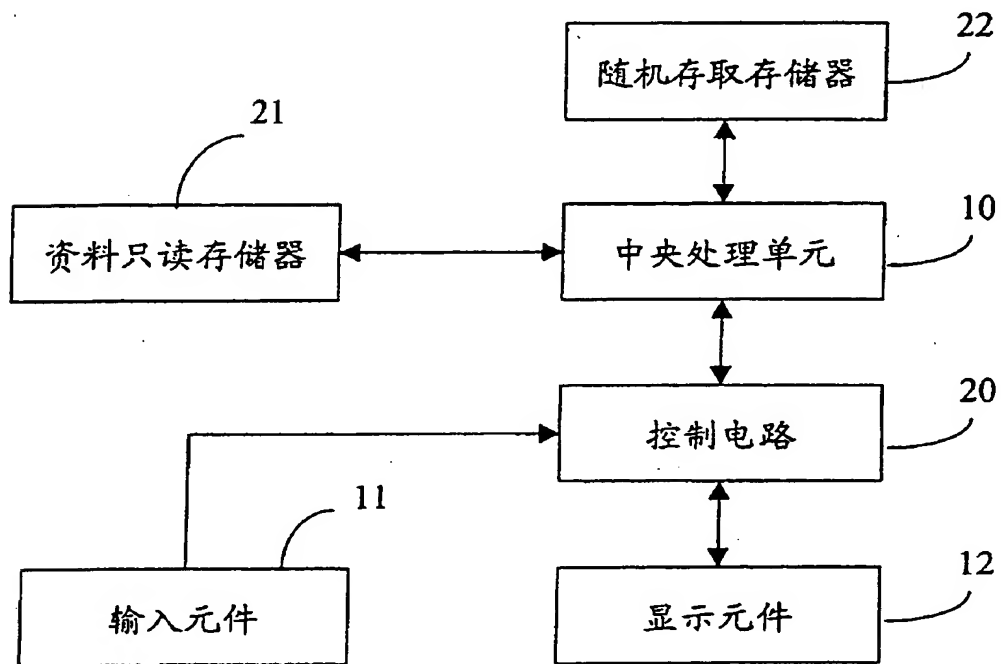 22
随机存取存储器
21
10
资料只读存储器
中央处理单元
20
控制电路
11
12
输入元件
显示元件